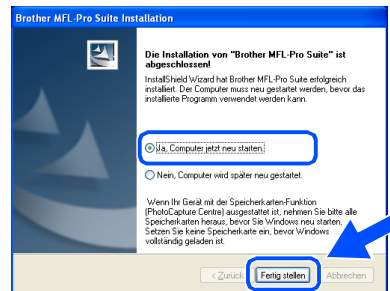 Brother MFL-Pro Suite Installation
Die Installation von "Brother MFL-Pro Suite" ist
abgeschlossen!
InstallShield Wizard hat Brother MFL-Pro Suite erfolgreich
installiert. Der Computer muss neu gestartet werden, bevor das
installierte Programm verwendet werden kann.
Ja, Computer jetzt neu starten.
Nein, Computer wird später neu gestartet.
Wenn Ihr Gerät mit der Speicherkarten-Funktion
(PhotoCapture Centre) ausgestattet ist, nehmen Sie bitte alle
Speicherkarten heraus, bevor Sie Windows neu starten.
Setzen Sie keine Speicherkarte ein, bevor Windows
vollständig geladen ist.
< Zurück
Fertig stellen
Abbrechen